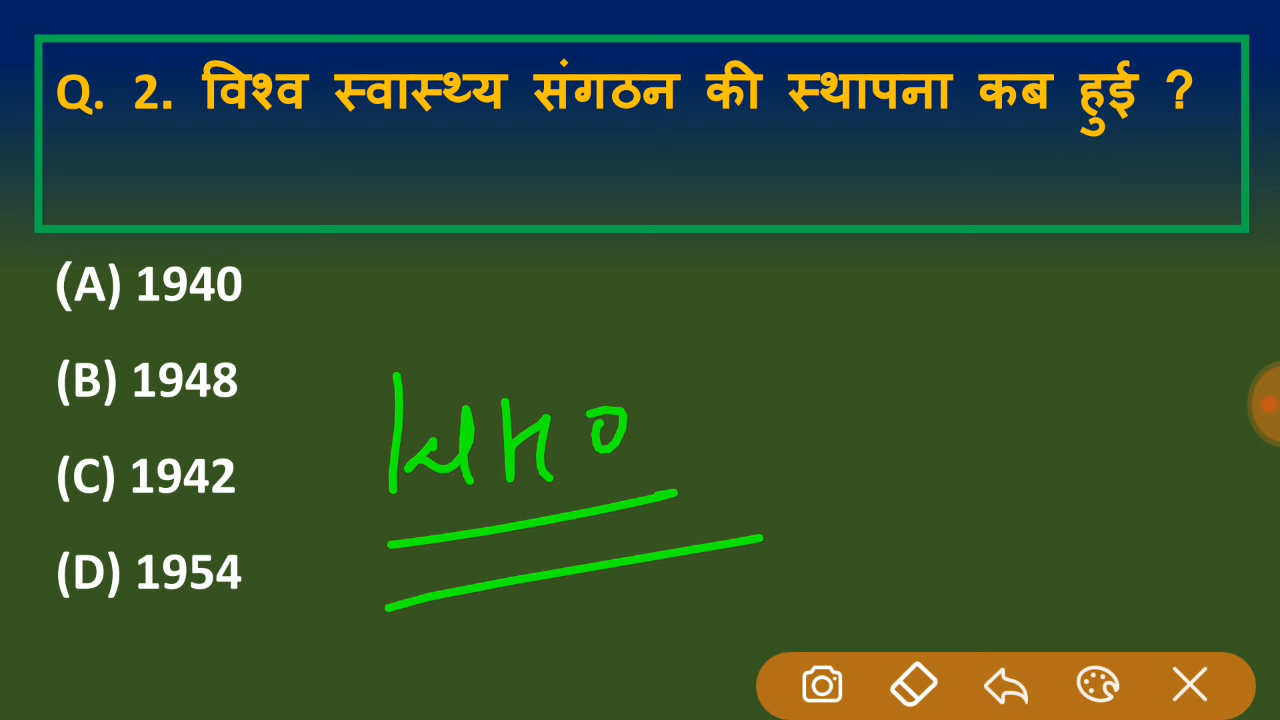 Q. 2. विश्व स्वास्थ्य संगठन की स्थापना कब हुई ?
(A) 1940
(B) 1948
(C) 1942
(D) 1954
WHO